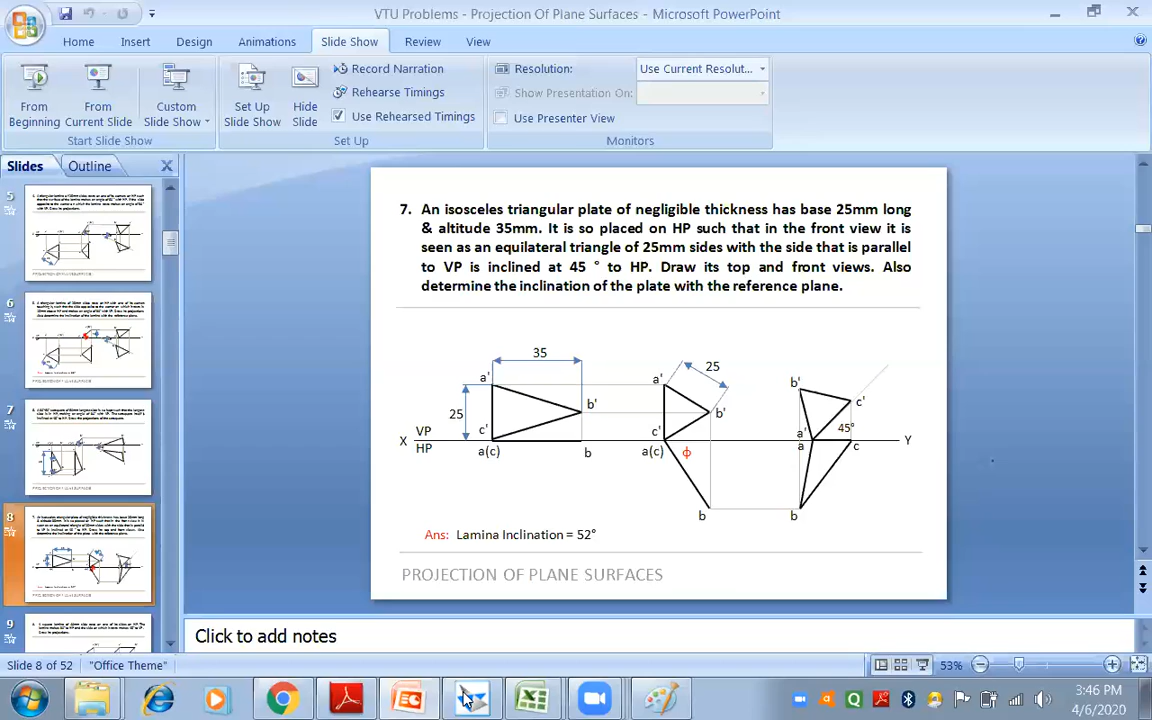 VTU Problems - Projection Of Plane Surfaces - Microsoft PowerPoint
Home Insert Design Animations Slide Show Review View
Record Narration
Rehearse Timings
Use Rehearsed Timings
Resolution: Use Current Resolut...
Show Presentation On:
Use Presenter View
From Beginning
From Current Slide
Custom Slide Show
Set Up Slide Show
Hide Slide
Start Slide Show Set Up Monitors
Slides Outline
5
6
7
8
9
7. An isosceles triangular plate of negligible thickness has base 25mm long
& altitude 35mm. It is so placed on HP such that in the front view it is
seen as an equilateral triangle of 25mm sides with the side that is parallel
to VP is inclined at 45 ° to HP. Draw its top and front views. Also
determine the inclination of the plate with the reference plane.
35
25
a'
b'
c'
X
VP
HP
a(c)
b
25
a'
b'
c'
a(c)
ϕ
b
b'
c'
45°
a'
a
c
b
Y
Ans: Lamina Inclination = 52°
PROJECTION OF PLANE SURFACES
Click to add notes
Slide 8 of 52 "Office Theme" 53%
3:46 PM
4/6/2020